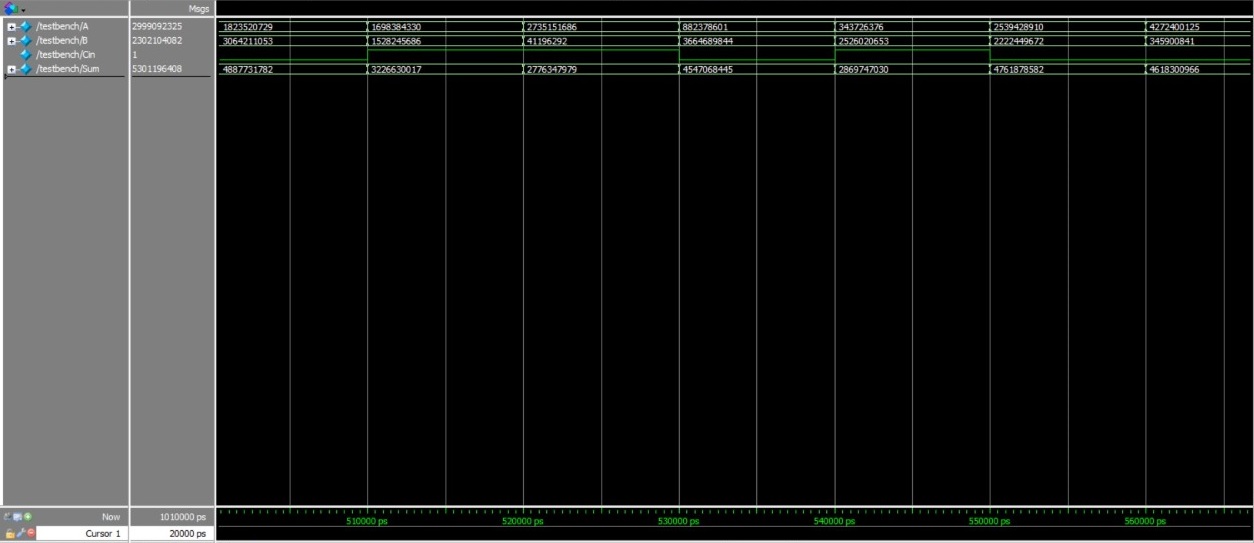 Msgs
/testbench/A 2999092325 1823520729 1698384330 2735151686 882378601 343726376 2539428910 4272400125
/testbench/B 2302104082 3064211053 1528245686 41196292 3664689844 2526020653 2222449672 345900841
/testbench/Cin 1
/testbench/Sum 5301196408 4887731782 3226630017 2776347979 4547068445 2869747030 4761878582 4618300966
Now 1010000 ps 510000 ps 520000 ps 530000 ps 540000 ps 550000 ps 560000 ps
Cursor 1 20000 ps